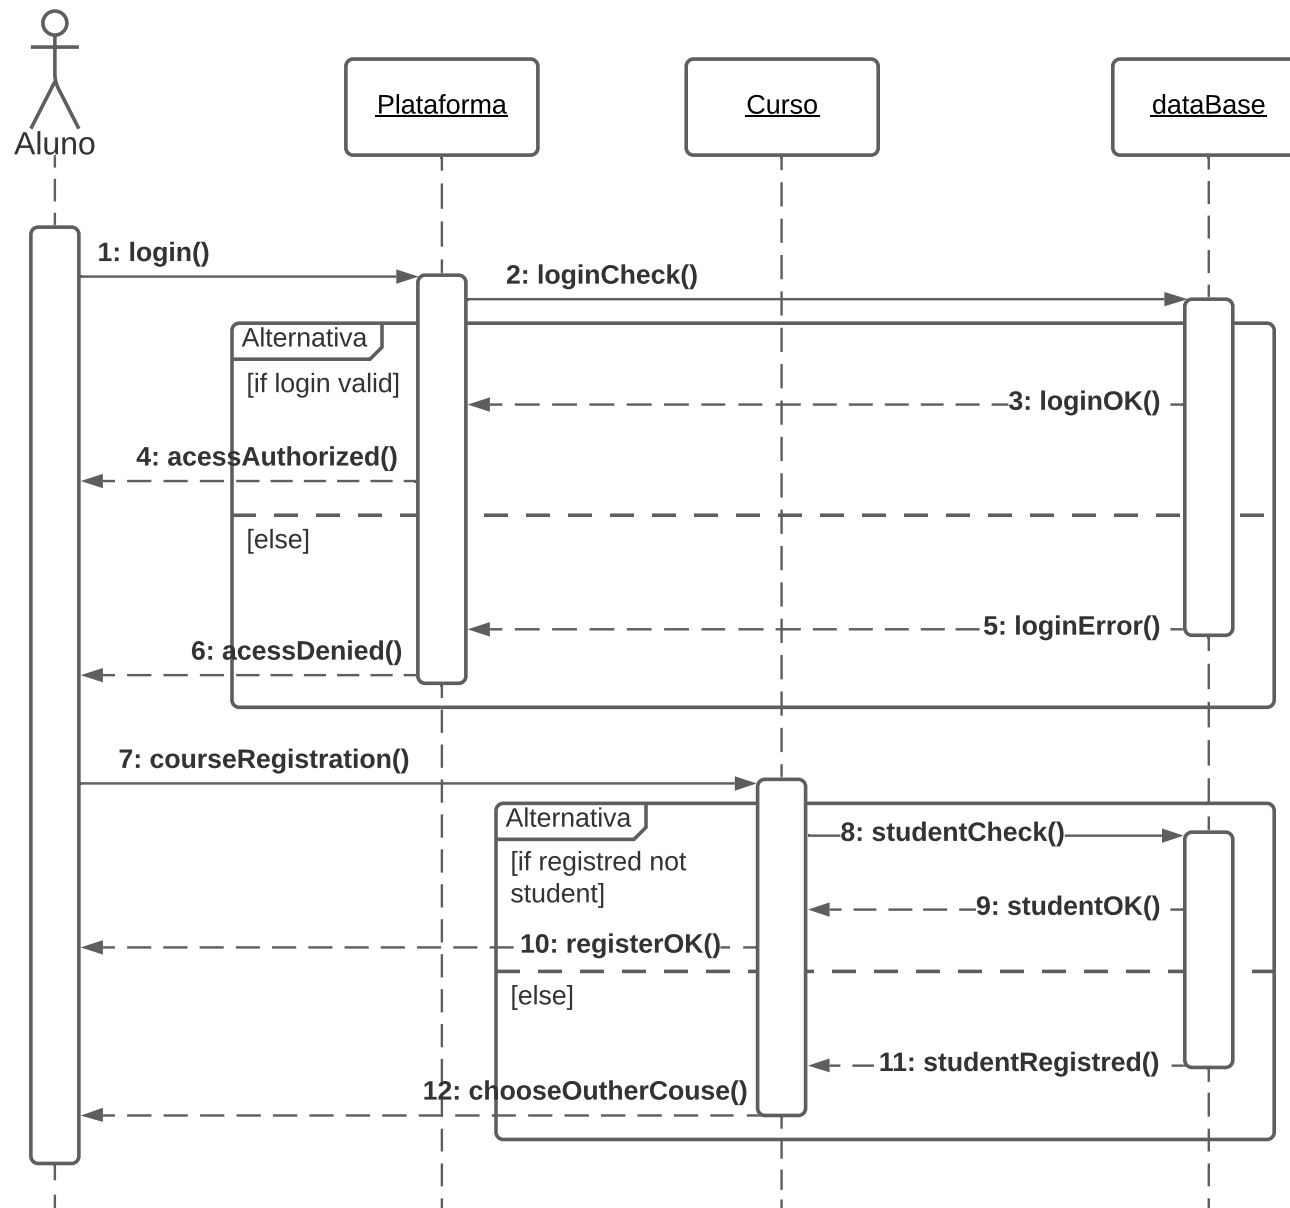 Aluno
Plataforma
Curso
dataBase
1: login()
2: loginCheck()
Alternativa
[if login valid]
3: loginOK()
4: acessAuthorized()
[else]
5: loginError()
6: acessDenied()
7: courseRegistration()
Alternativa
8: studentCheck()
[if registred not
student]
9: studentOK()
10: registerOK()
[else]
11: studentRegistred()
12: chooseOutherCouse()